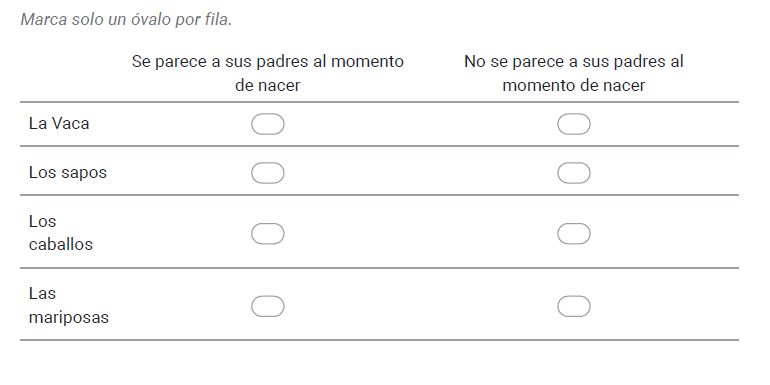 Marca solo un óvalo por fila.
Se parece a sus padres al momento
de nacer
No se parece a sus padres al
momento de nacer
La Vaca
Los sapos
Los
caballos
Las
mariposas